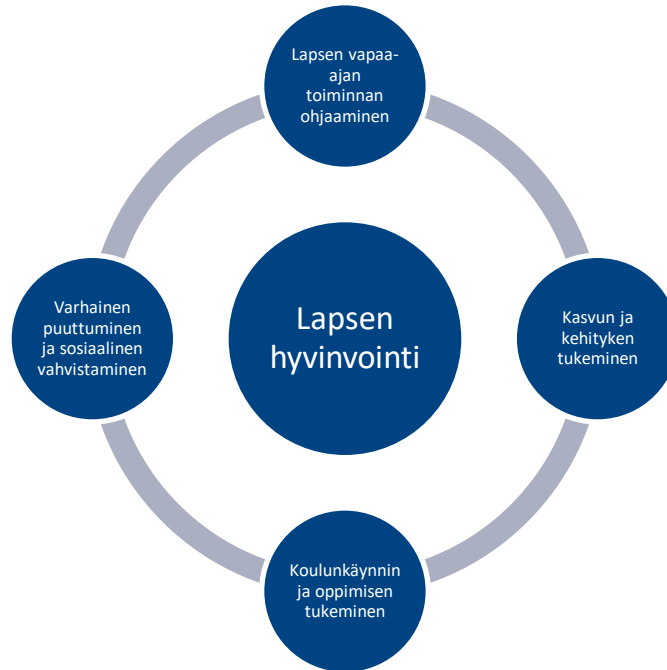 Lapsen vapaa-
ajan
toiminnan
ohjaaminen
Varhainen
puuttuminen
ja sosiaalinen
vahvistaminen
Lapsen
hyvinvointi
Kasvun ja
kehityken
tukeminen
Koulunkäynnin
ja oppimisen
tukeminen